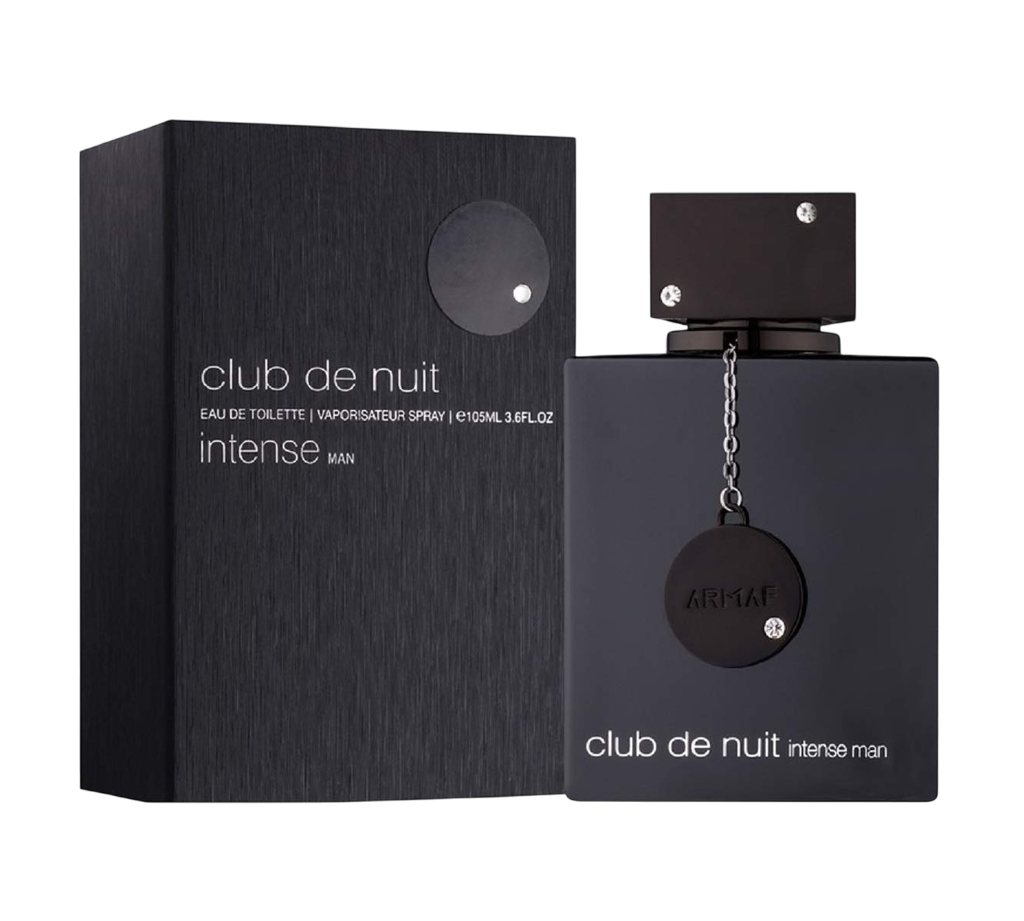 club de nuit
EAU DE TOILETTE | VAPORISATEUR SPRAY | ℮105ML 3.6FL.OZ
intense MAN
ARMAF
club de nuit intense man